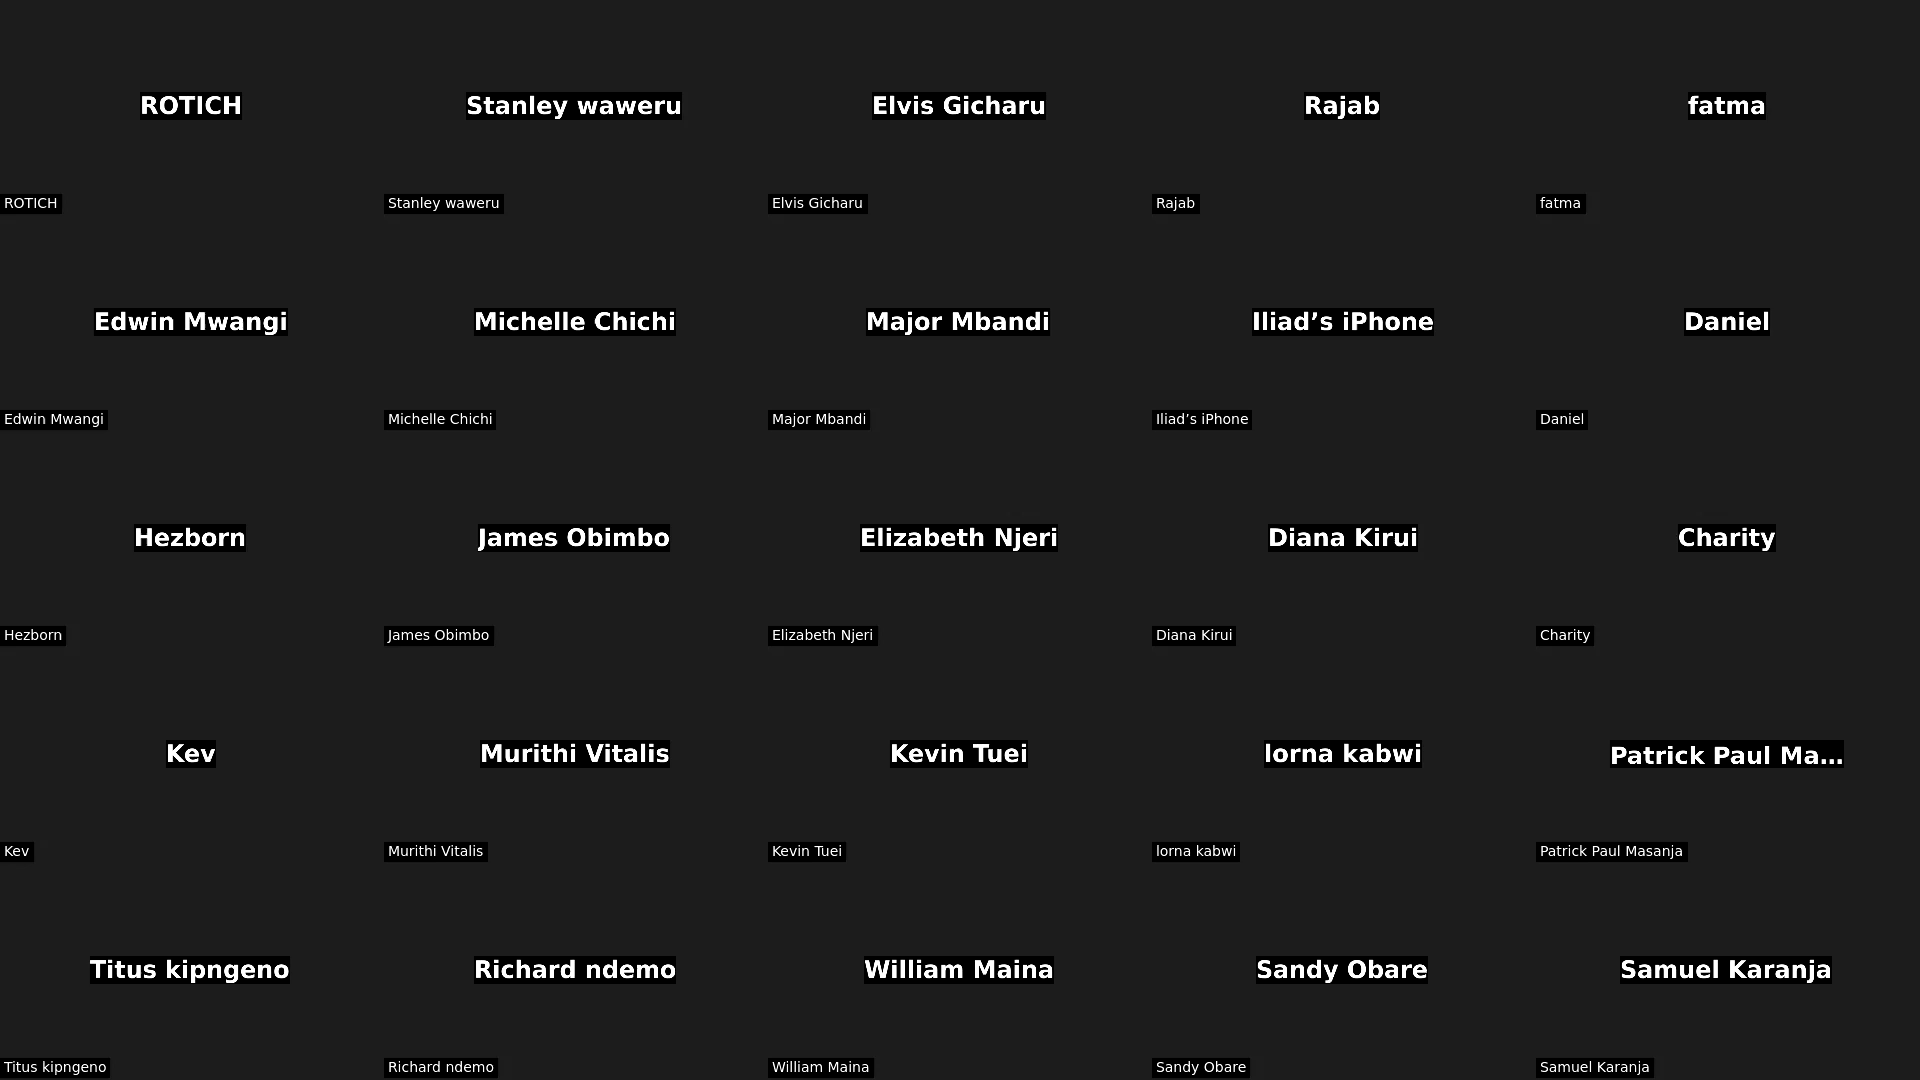 ROTICH
Stanley waweru
Elvis Gicharu
Rajab
fatma
ROTICH
Stanley waweru
Elvis Gicharu
Rajab
fatma
Edwin Mwangi
Michelle Chichi
Major Mbandi
Iliad’s iPhone
Daniel
Edwin Mwangi
Michelle Chichi
Major Mbandi
Iliad’s iPhone
Daniel
Hezborn
James Obimbo
Elizabeth Njeri
Diana Kirui
Charity
Hezborn
James Obimbo
Elizabeth Njeri
Diana Kirui
Charity
Kev
Murithi Vitalis
Kevin Tuei
lorna kabwi
Patrick Paul Ma...
Kev
Murithi Vitalis
Kevin Tuei
lorna kabwi
Patrick Paul Masanja
Titus kipngeno
Richard ndemo
William Maina
Sandy Obare
Samuel Karanja
Titus kipngeno
Richard ndemo
William Maina
Sandy Obare
Samuel Karanja